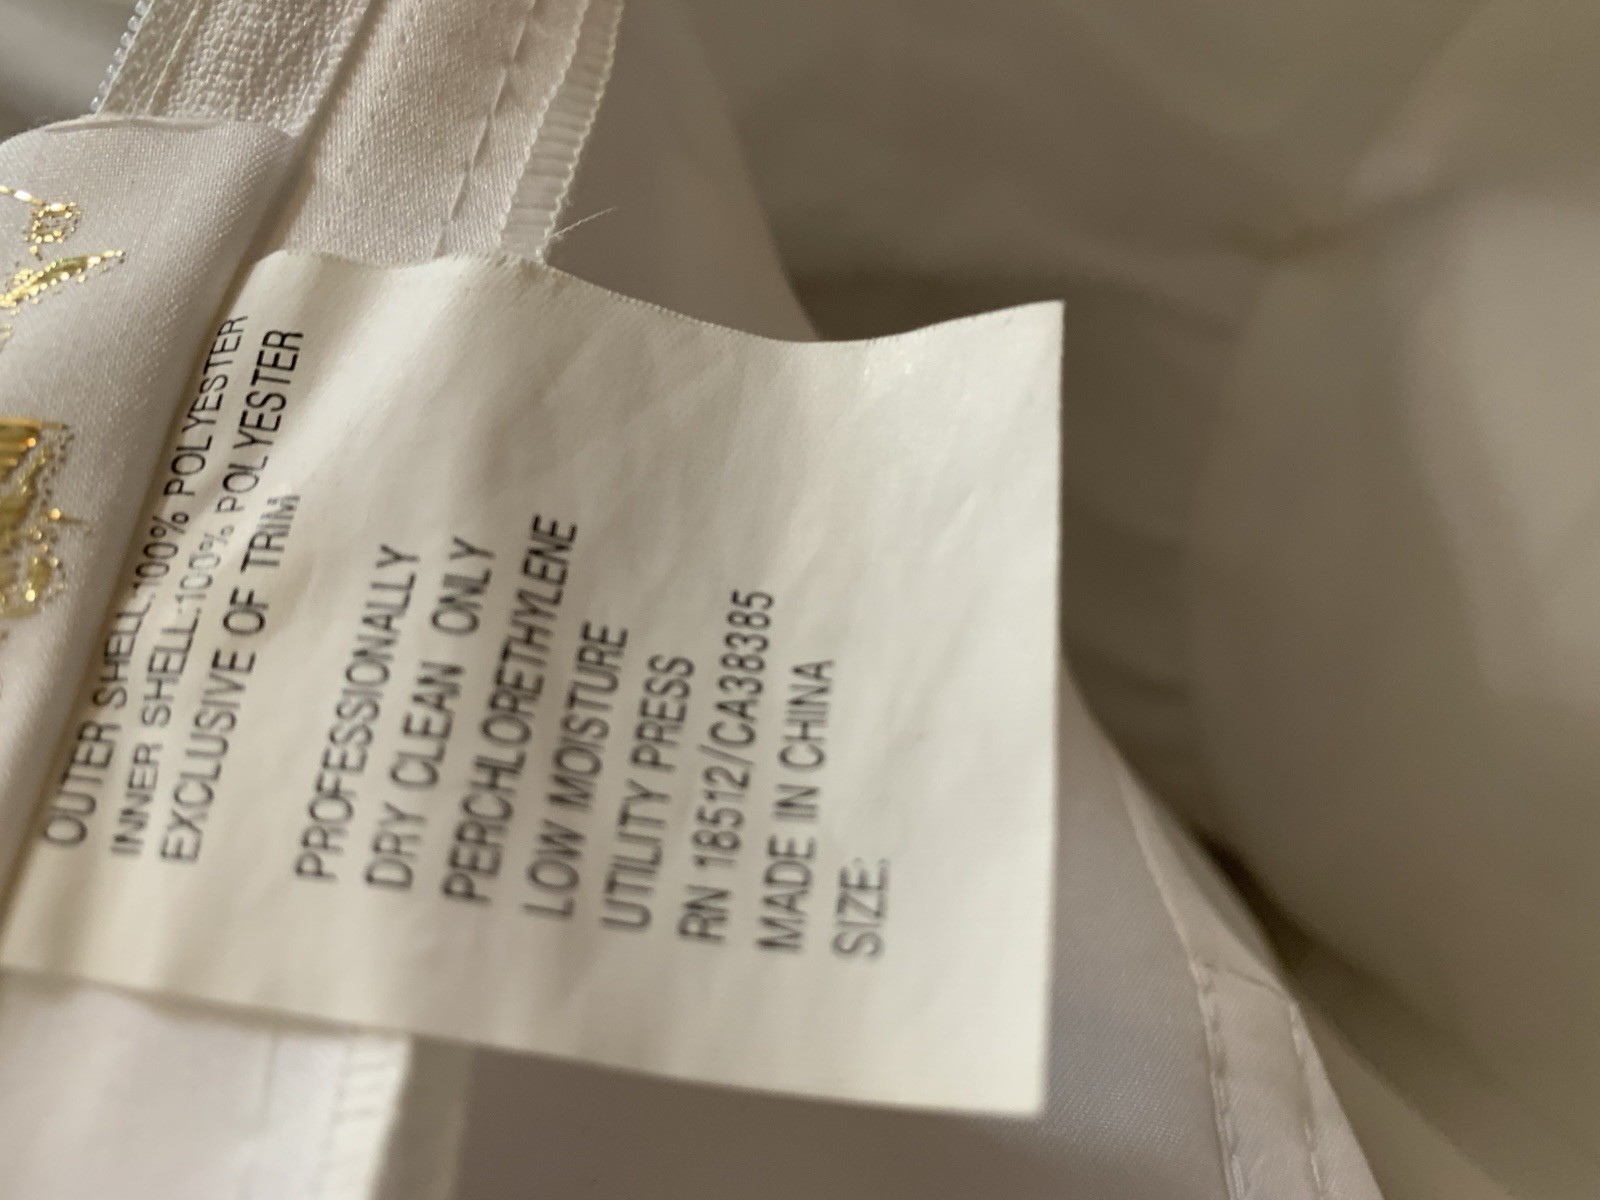 OUTER SHELL:100% POLYESTER
INNER SHELL:100% POLYESTER
EXCLUSIVE OF TRIM
PROFESSIONALLY
DRY CLEAN ONLY
PERCHLORETHYLENE
LOW MOISTURE
UTILITY PRESS
RN 18512/CA38385
MADE IN CHINA
SIZE: